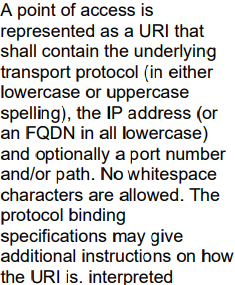 A point of access is
represented as a URI that
shall contain the underlying
transport protocol (in either
lowercase or uppercase
spelling), the IP address (or
an FQDN in all lowercase)
and optionally a port number
and/or path. No whitespace
characters are allowed. The
protocol binding
specifications may give
additional instructions on how
the URI is. interpreted